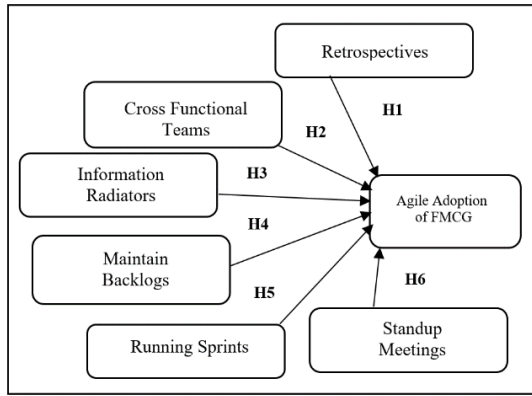 Retrospectives
H1
Cross Functional
Teams
H2
Information
Radiators
H3
Agile Adoption
of FMCG
H4
Maintain
Backlogs
H5
H6
Running Sprints
Standup
Meetings